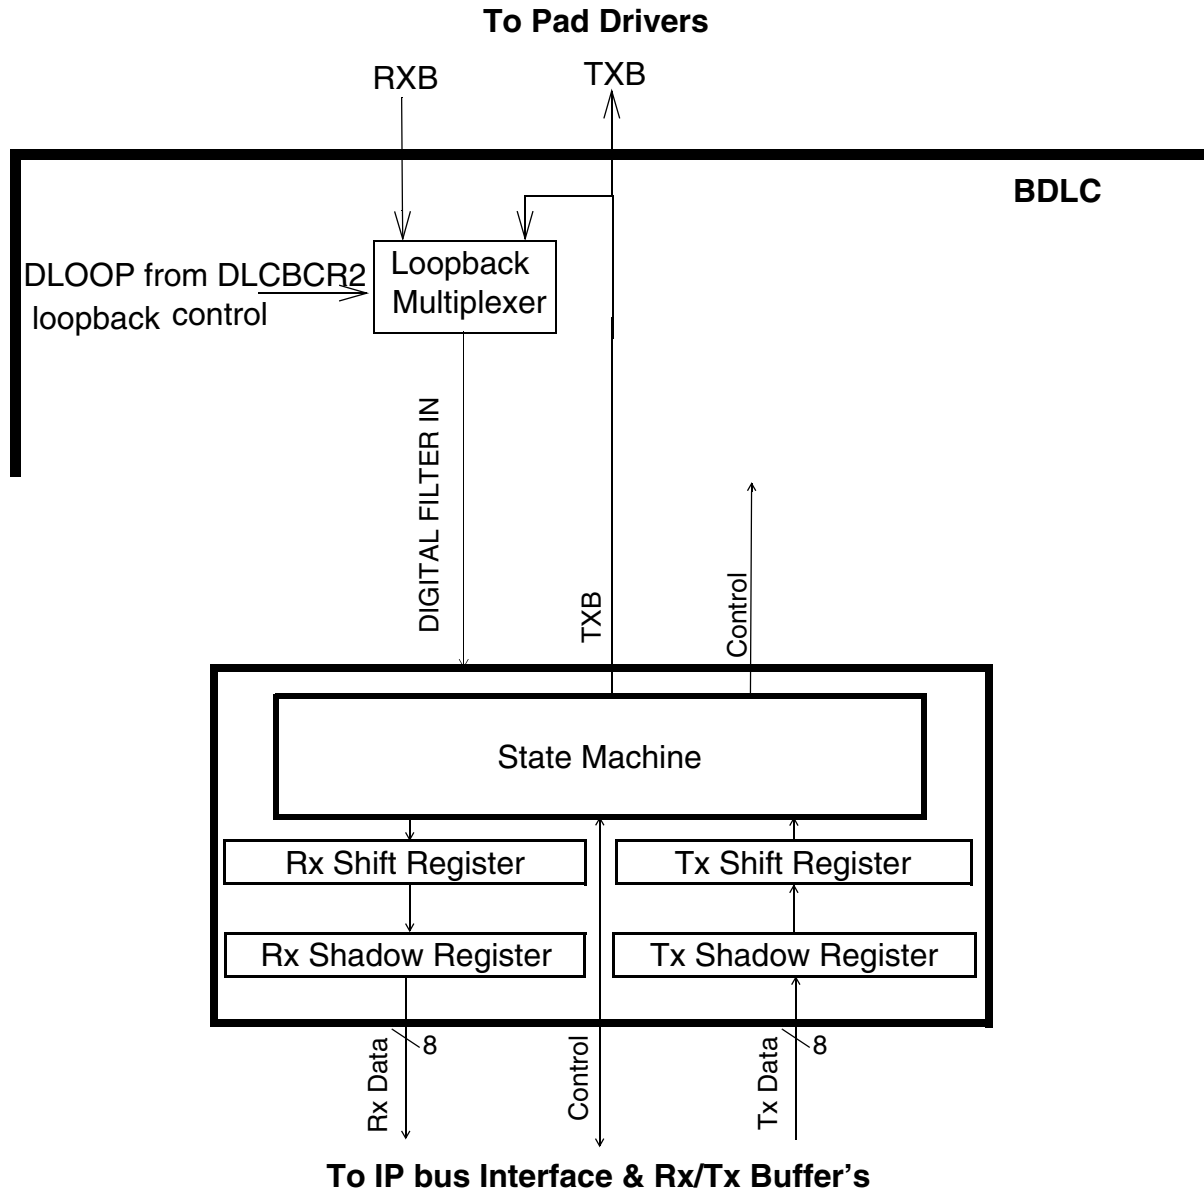 To Pad Drivers
RXB
TXB
BDLC
DLOOP from DLCBCR2
loopback control
Loopback
Multiplexer
DIGITAL FILTER IN
TXB
Control
State Machine
Rx Shift Register
Tx Shift Register
Rx Shadow Register
Tx Shadow Register
Rx Data
8
Control
Tx Data
8
To IP bus Interface & Rx/Tx Buffer's